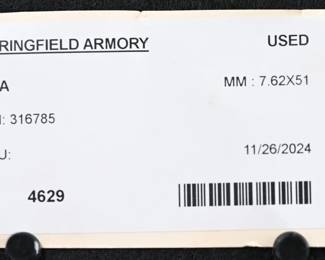 RINGFIELD ARMORY USED
A MM : 7.62X51
: 316785
U: 11/26/2024
4629